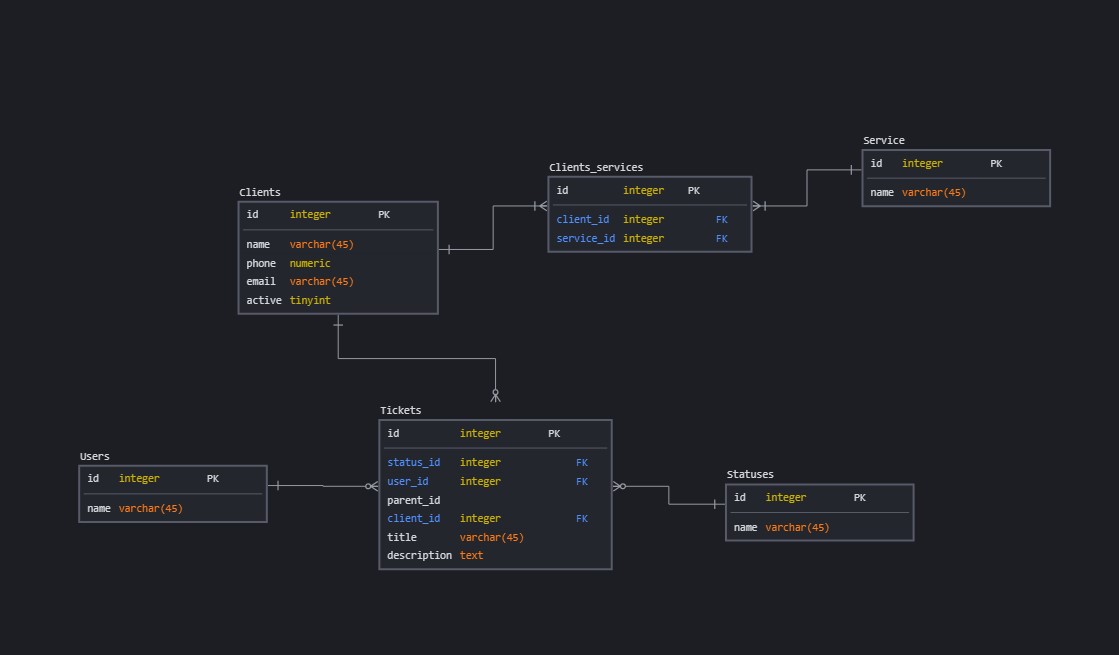 Service
id integer PK
name varchar(45)
Clients_services
id integer PK
client_id integer FK
service_id integer FK
Clients
id integer PK
name varchar(45)
phone numeric
email varchar(45)
active tinyint
Tickets
id integer PK
status_id integer FK
user_id integer FK
parent_id
client_id integer FK
title varchar(45)
description text
Users
id integer PK
name varchar(45)
Statuses
id integer PK
name varchar(45)